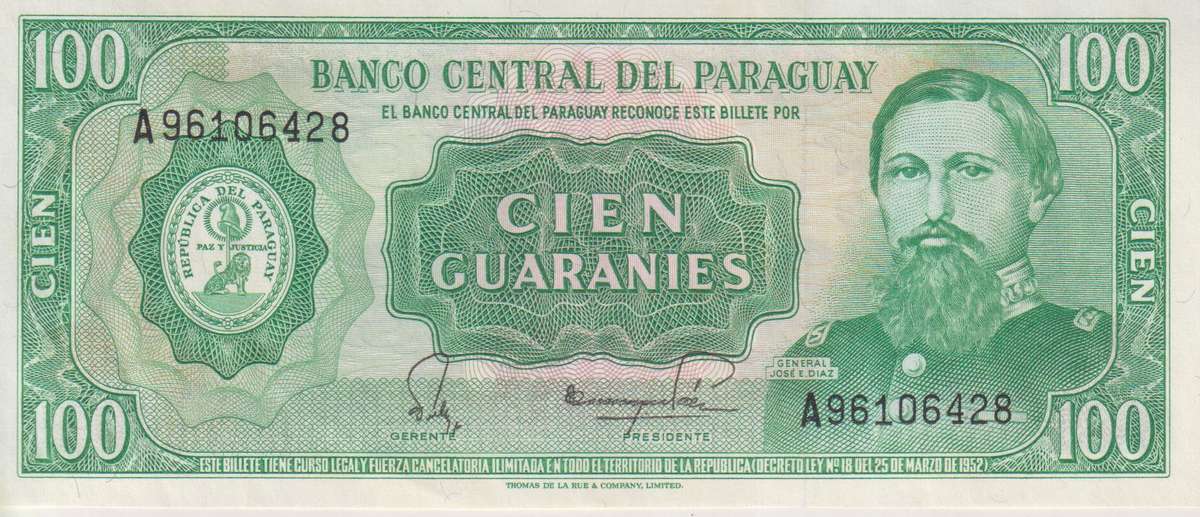 100
100
BANCO CENTRAL DEL PARAGUAY
EL BANCO CENTRAL DEL PARAGUAY RECONOCE ESTE BILLETE POR
A96106428
REPÚBLICA DEL PARAGUAY
PAZ Y JUSTICIA
CIEN
CIEN
GUARANIES
CIEN
GENERAL
JOSÉ E. DIAZ
A96106428
GERENTE
PRESIDENTE
100
100
ESTE BILLETE TIENE CURSO LEGAL Y FUERZA CANCELATORIA ILIMITADA EN TODO EL TERRITORIO DE LA REPUBLICA (DECRETO LEY Nº 18 DEL 25 DE MARZO DE 1952)
THOMAS DE LA RUE & COMPANY, LIMITED.